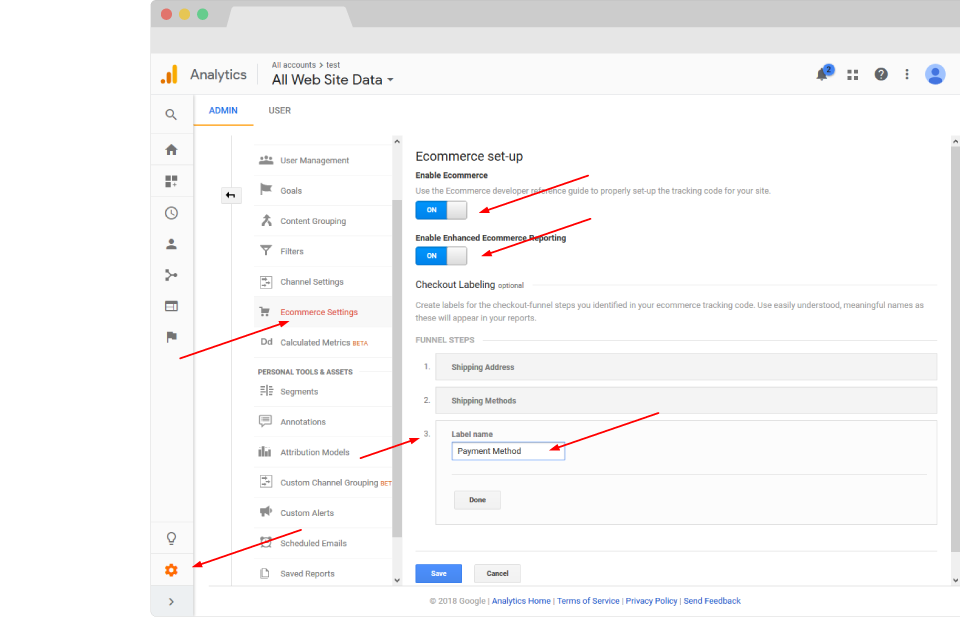 All accounts > test
Analytics
All Web Site Data
2
ADMIN
USER
User Management
Goals
Content Grouping
Filters
Channel Settings
Ecommerce Settings
Dd Calculated Metrics BETA
PERSONAL TOOLS & ASSETS
Segments
Annotations
Attribution Models
Custom Channel Grouping BET
Custom Alerts
Scheduled Emails
Saved Reports
Ecommerce set-up
Enable Ecommerce
Use the Ecommerce developer reference guide to properly set-up the tracking code for your site.
ON
Enable Enhanced Ecommerce Reporting
ON
Checkout Labeling optional
Create labels for the checkout-funnel steps you identified in your ecommerce tracking code. Use easily understood, meaningful names as
these will appear in your reports.
FUNNEL STEPS
1. Shipping Address
2. Shipping Methods
3. Label name
Payment Method
Done
Save
Cancel
© 2018 Google | Analytics Home | Terms of Service | Privacy Policy | Send Feedback